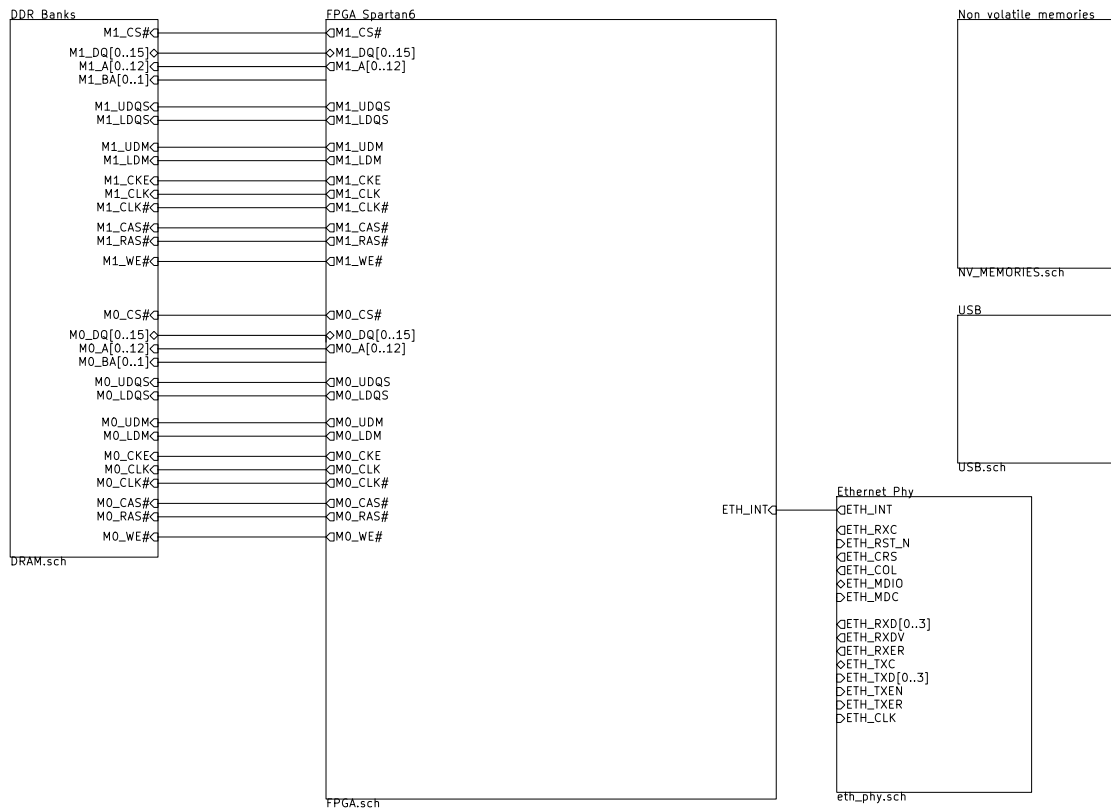 DDR Banks
M1_CS#
M1_DQ[0..15]
M1_A[0..12]
M1_BA[0..1]
M1_UDQS
M1_LDQS
M1_UDM
M1_LDM
M1_CKE
M1_CLK
M1_CLK#
M1_CAS#
M1_RAS#
M1_WE#
M0_CS#
M0_DQ[0..15]
M0_A[0..12]
M0_BA[0..1]
M0_UDQS
M0_LDQS
M0_UDM
M0_LDM
M0_CKE
M0_CLK
M0_CLK#
M0_CAS#
M0_RAS#
M0_WE#
DRAM.sch
FPGA Spartan6
M1_CS#
M1_DQ[0..15]
M1_A[0..12]
M1_UDQS
M1_LDQS
M1_UDM
M1_LDM
M1_CKE
M1_CLK
M1_CLK#
M1_CAS#
M1_RAS#
M1_WE#
M0_CS#
M0_DQ[0..15]
M0_A[0..12]
M0_UDQS
M0_LDQS
M0_UDM
M0_LDM
M0_CKE
M0_CLK
M0_CLK#
M0_CAS#
M0_RAS#
M0_WE#
ETH_INT
FPGA.sch
Non volatile memories
NV_MEMORIES.sch
USB
USB.sch
Ethernet Phy
ETH_INT
ETH_RXC
ETH_RST_N
ETH_CRS
ETH_COL
ETH_MDIO
ETH_MDC
ETH_RXD[0..3]
ETH_RXDV
ETH_RXER
ETH_TXC
ETH_TXD[0..3]
ETH_TXEN
ETH_TXER
ETH_CLK
eth_phy.sch